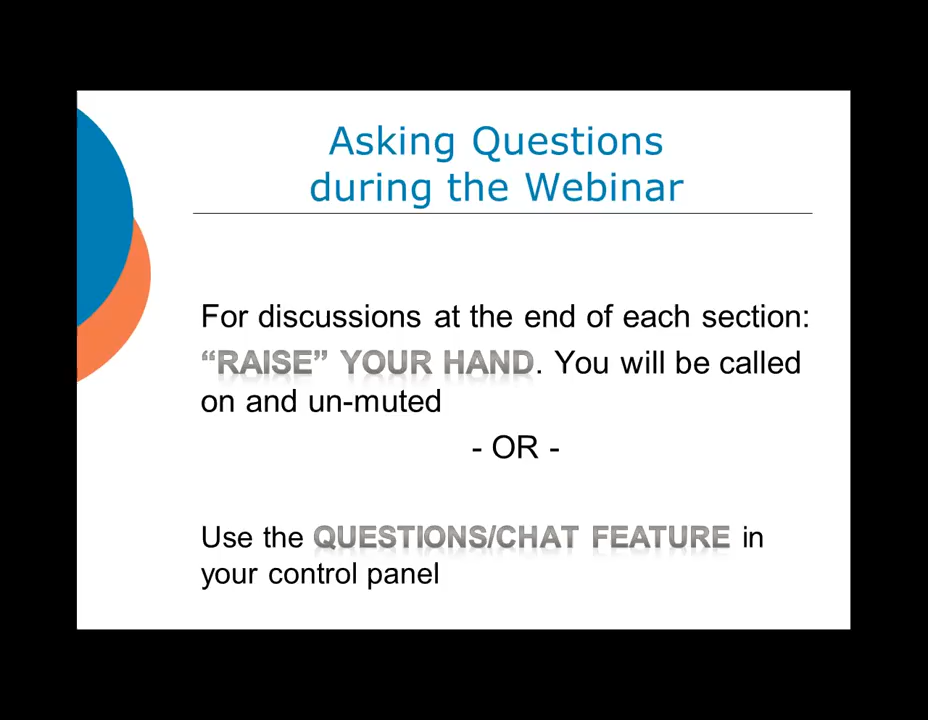 Asking Questions
during the Webinar
For discussions at the end of each section:
“RAISE” YOUR HAND. You will be called
on and un-muted
- OR -
Use the QUESTIONS/CHAT FEATURE in
your control panel